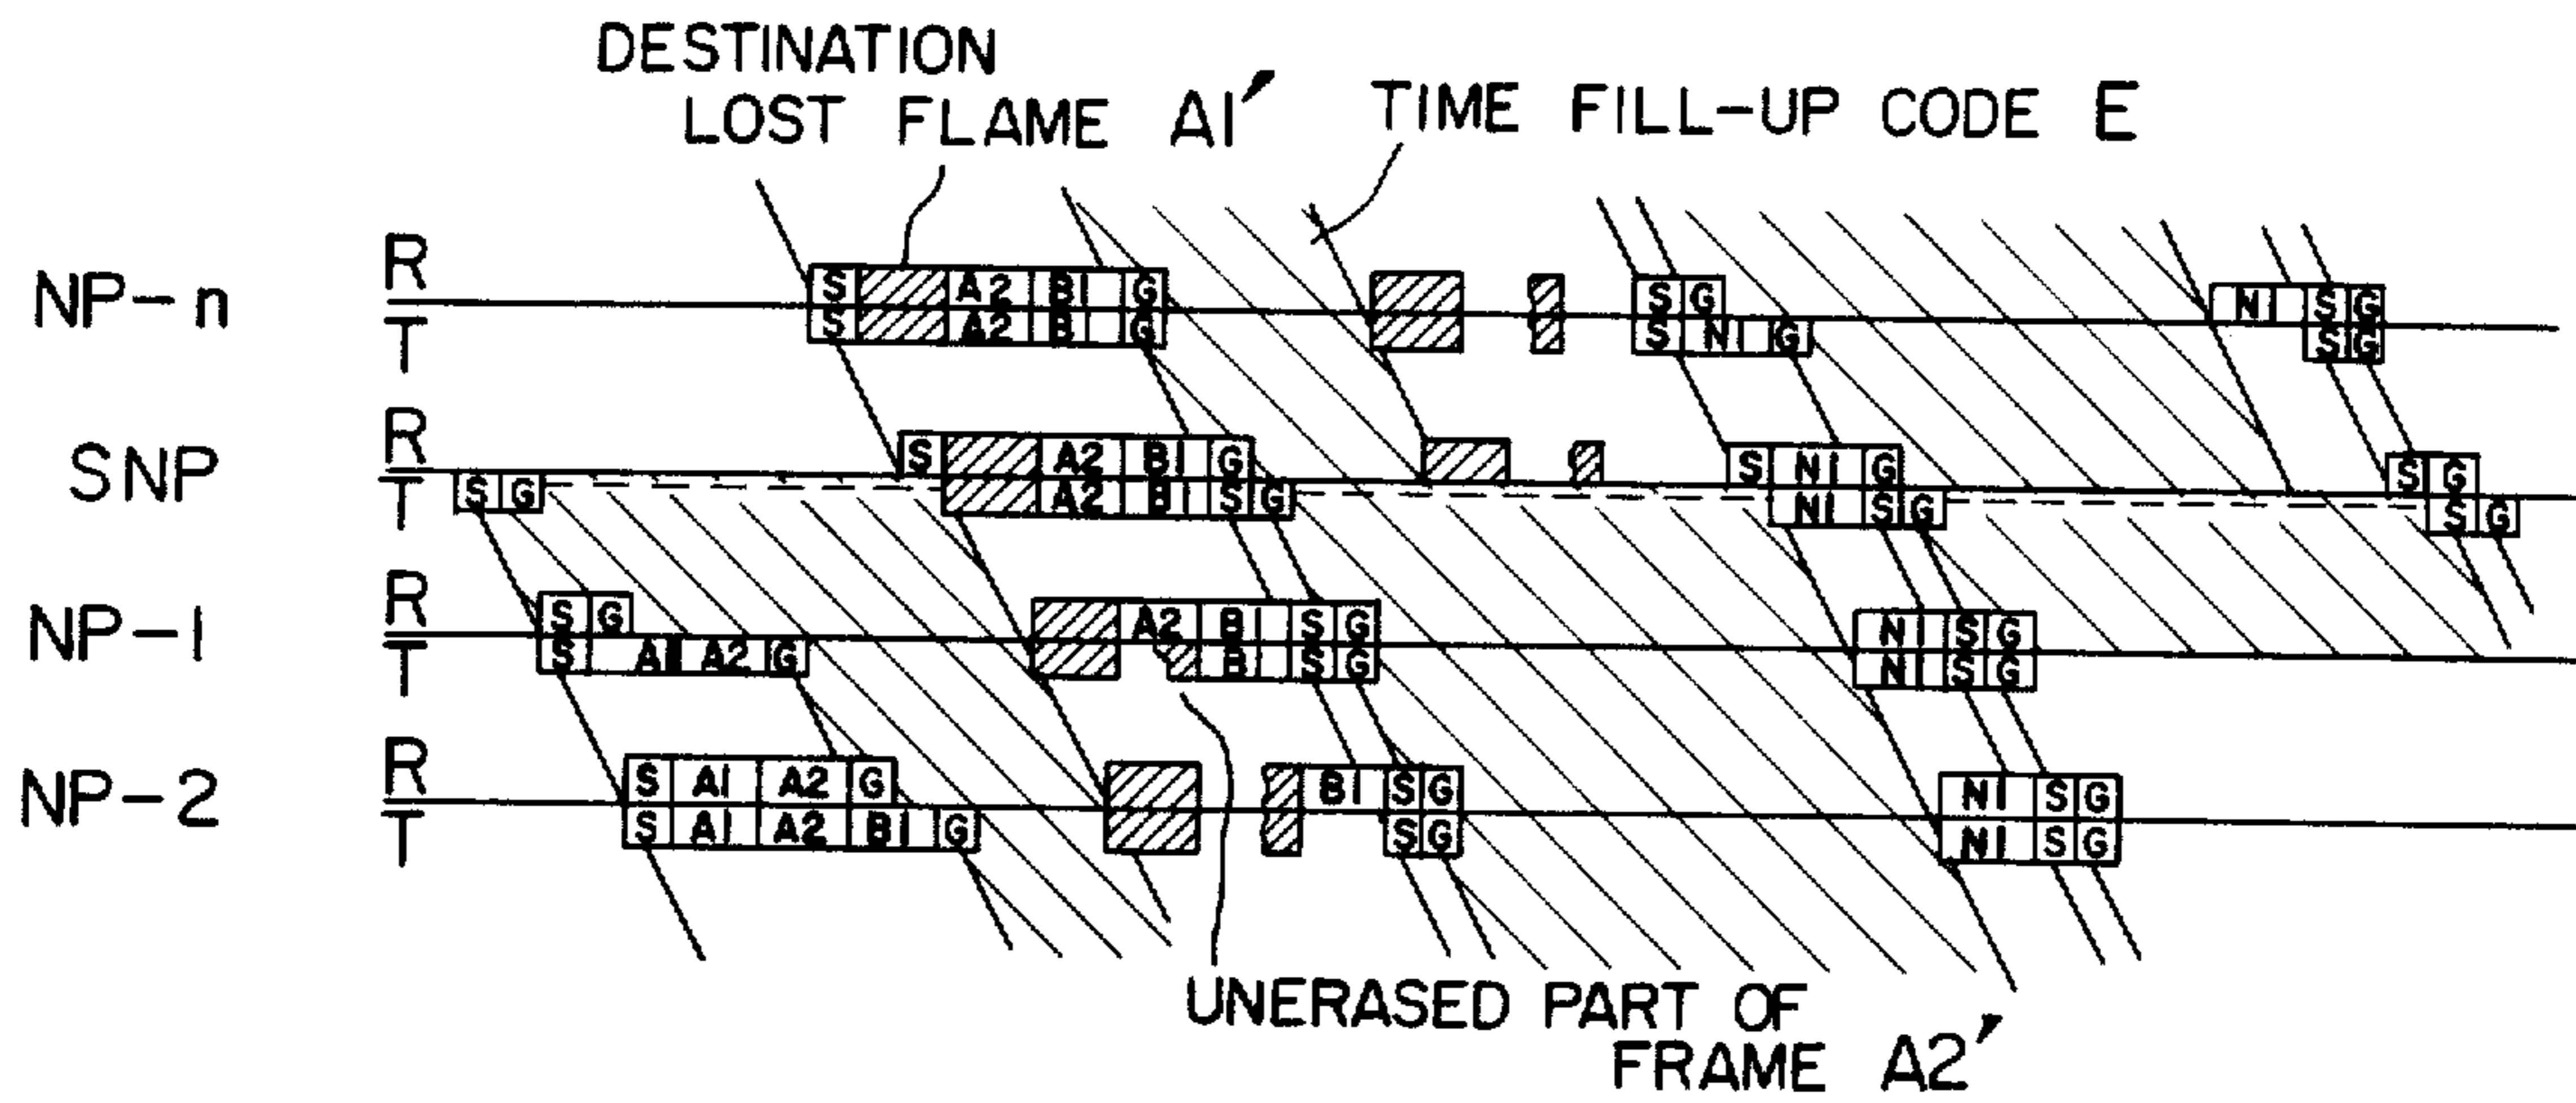 DESTINATION
LOST FLAME A1′
TIME FILL-UP CODE E
NP-n
R
S A2 B1 G
S G
N1 S G
T
S A2 B1 G
S N1 G
S G
SNP
R
S A2 B1 G
S N1 G
S G
T
S G
A2 B1 S G
N1 S G
S G
NP-1
R
S G
A2 B1 S G
N1 S G
T
S A1 A2 G
B1 S G
N1 S G
NP-2
R
S A1 A2 G
B1 S G
N1 S G
T
S A1 A2 B1 G
S G
N1 S G
UNERASED PART OF
FRAME A2′